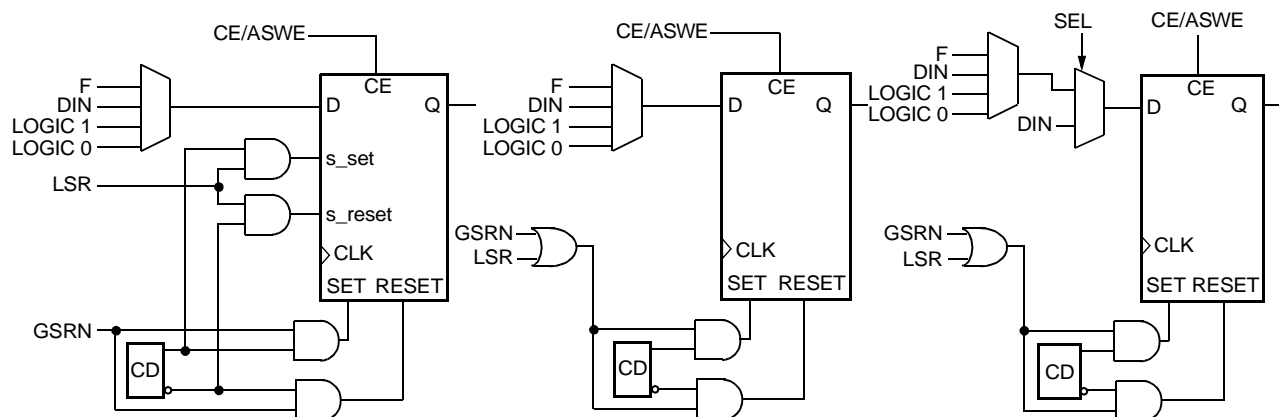 CE/ASWE
F
DIN
LOGIC 1
LOGIC 0
CE
D
Q
s_set
LSR
s_reset
CLK
SET RESET
GSRN
CD
CE/ASWE
F
DIN
LOGIC 1
LOGIC 0
CE
D
Q
GSRN
LSR
CLK
SET RESET
CD
SEL
CE/ASWE
F
DIN
LOGIC 1
LOGIC 0
DIN
CE
D
Q
GSRN
LSR
CLK
SET RESET
CD